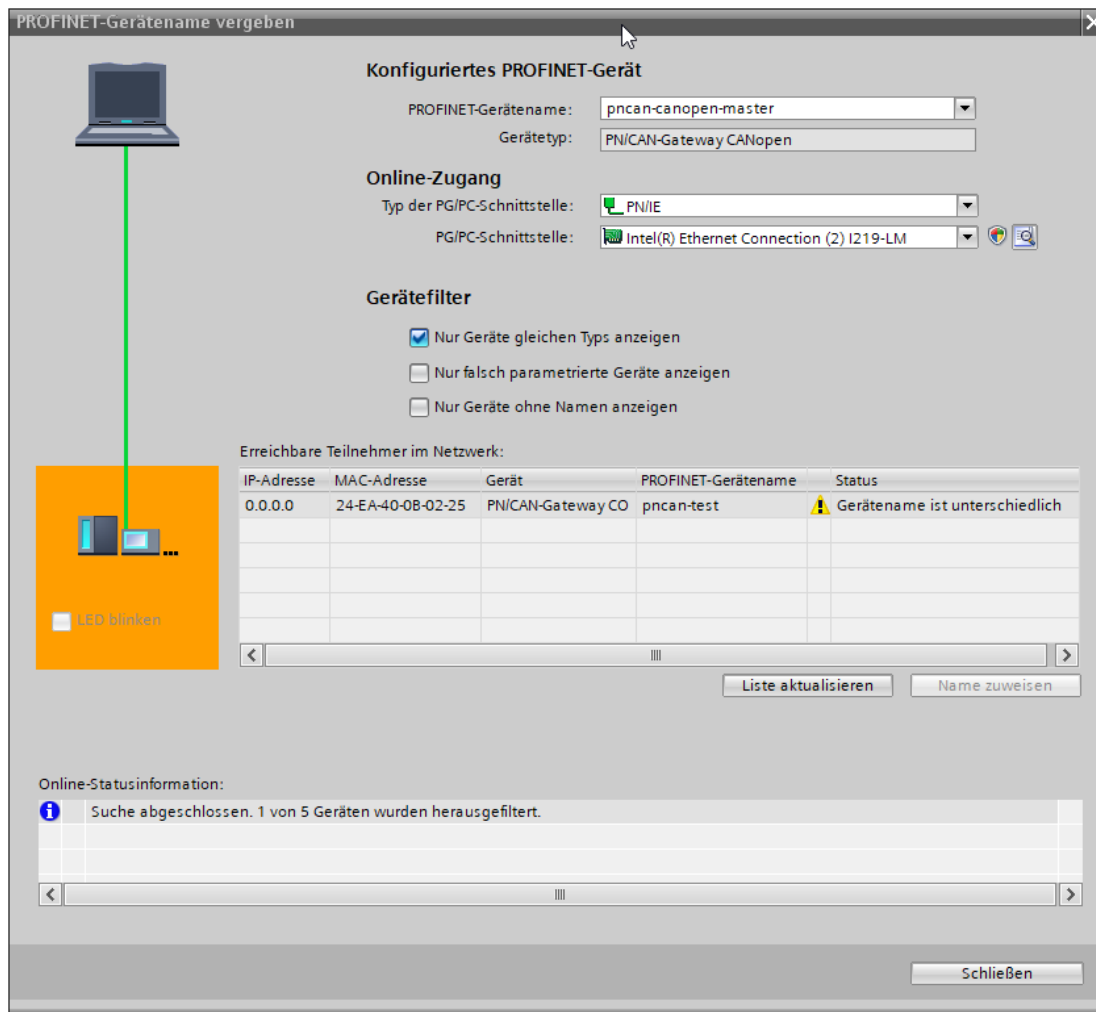 PROFINET-Gerätename vergeben
Konfiguriertes PROFINET-Gerät
PROFINET-Gerätename: pncan-canopen-master
Gerätetyp: PN/CAN-Gateway CANopen
Online-Zugang
Typ der PG/PC-Schnittstelle: PN/IE
PG/PC-Schnittstelle: Intel(R) Ethernet Connection (2) I219-LM
Gerätefilter
Nur Geräte gleichen Typs anzeigen
Nur falsch parametrierte Geräte anzeigen
Nur Geräte ohne Namen anzeigen
Erreichbare Teilnehmer im Netzwerk:
IP-Adresse MAC-Adresse Gerät PROFINET-Gerätename Status
0.0.0.0 24-EA-40-0B-02-25 PN/CAN-Gateway CO pncan-test Gerätename ist unterschiedlich
LED blinken
Liste aktualisieren Name zuweisen
Online-Statusinformation:
Suche abgeschlossen. 1 von 5 Geräten wurden herausgefiltert.
Schließen